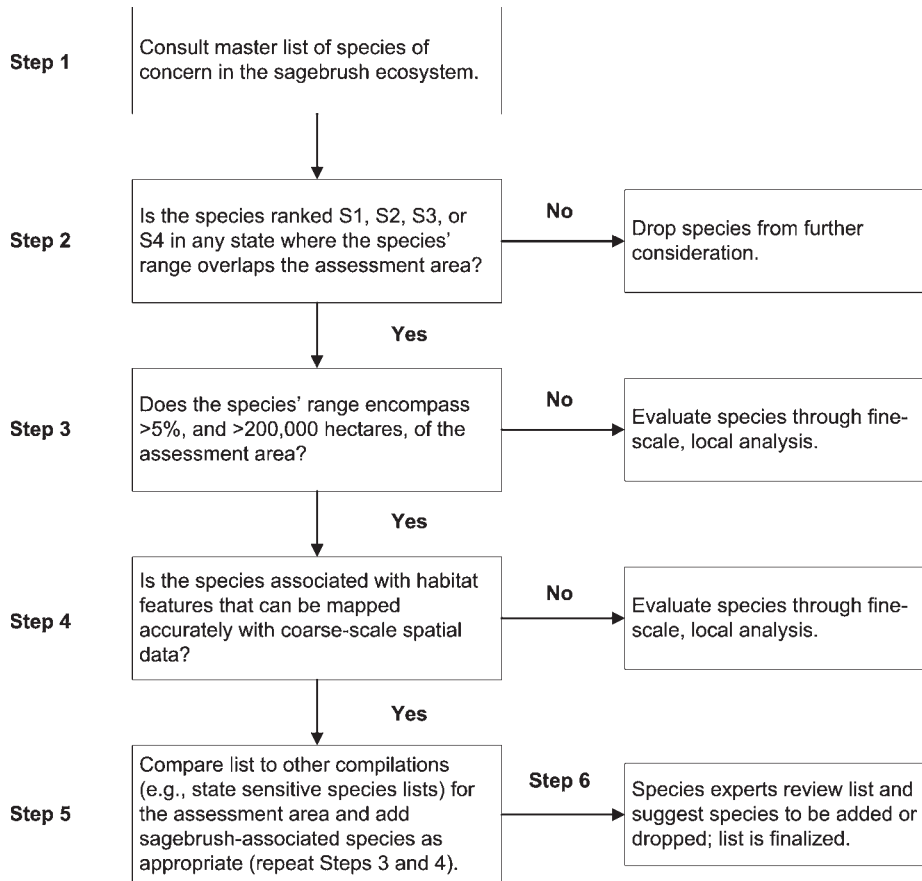 Step 1
Consult master list of species of
concern in the sagebrush ecosystem.
Step 2
Is the species ranked S1, S2, S3, or
S4 in any state where the species'
range overlaps the assessment area?
No
Drop species from further
consideration.
Yes
Step 3
Does the species' range encompass
>5%, and >200,000 hectares, of the
assessment area?
No
Evaluate species through fine-
scale, local analysis.
Yes
Step 4
Is the species associated with habitat
features that can be mapped
accurately with coarse-scale spatial
data?
No
Evaluate species through fine-
scale, local analysis.
Yes
Step 5
Compare list to other compilations
(e.g., state sensitive species lists) for
the assessment area and add
sagebrush-associated species as
appropriate (repeat Steps 3 and 4).
Step 6
Species experts review list and
suggest species to be added or
dropped; list is finalized.